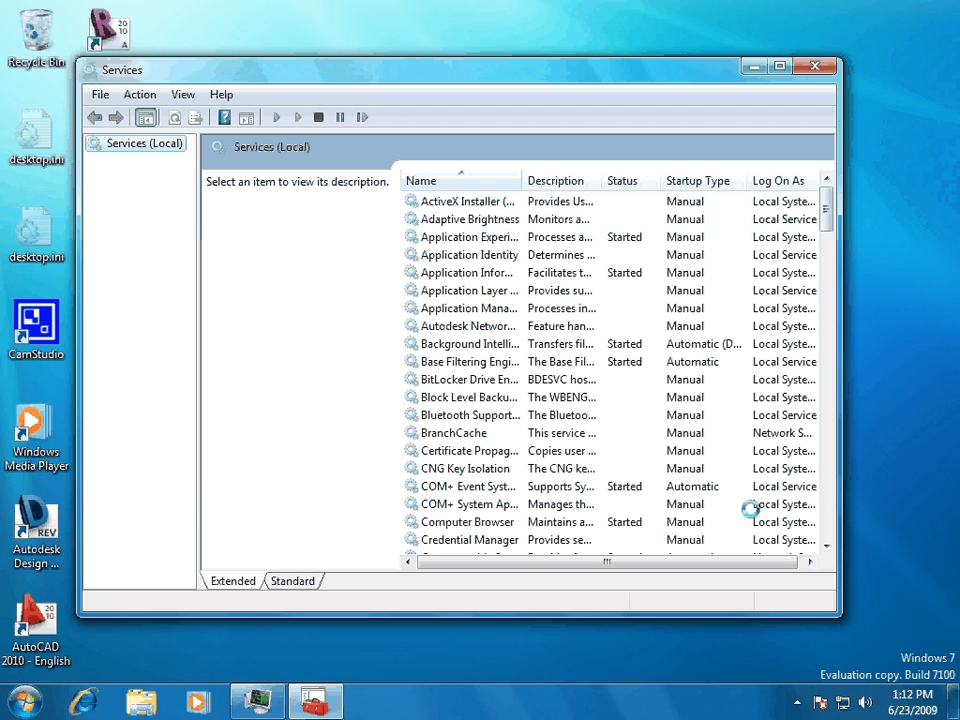 Recycle Bin
20
10
A
desktop.ini
desktop.ini
CamStudio
Windows
Media Player
REV
Autodesk
Design ...
20
10
AutoCAD
2010 - English
Services
File Action View Help
Services (Local)
Services (Local)
Select an item to view its description.
Name Description Status Startup Type Log On As
ActiveX Installer (... Provides Us... Manual Local Syste...
Adaptive Brightness Monitors a... Manual Local Service
Application Experi... Processes a... Started Manual Local Syste...
Application Identity Determines ... Manual Local Service
Application Infor... Facilitates t... Started Manual Local Syste...
Application Layer ... Provides su... Manual Local Service
Application Mana... Processes in... Manual Local Syste...
Autodesk Networ... Feature han... Manual Local Syste...
Background Intelli... Transfers fil... Started Automatic (D... Local Syste...
Base Filtering Engi... The Base Fil... Started Automatic Local Service
BitLocker Drive En... BDESVC hos... Manual Local Syste...
Block Level Backu... The WBENG... Manual Local Syste...
Bluetooth Support... The Bluetoo... Manual Local Service
BranchCache This service ... Manual Network S...
Certificate Propag... Copies user ... Manual Local Syste...
CNG Key Isolation The CNG ke... Manual Local Syste...
COM+ Event Syst... Supports Sy... Started Automatic Local Service
COM+ System Ap... Manages th... Manual Local Syste...
Computer Browser Maintains a... Started Manual Local Syste...
Credential Manager Provides se... Manual Local Syste...
Extended Standard
Windows 7
Evaluation copy. Build 7100
1:12 PM
6/23/2009